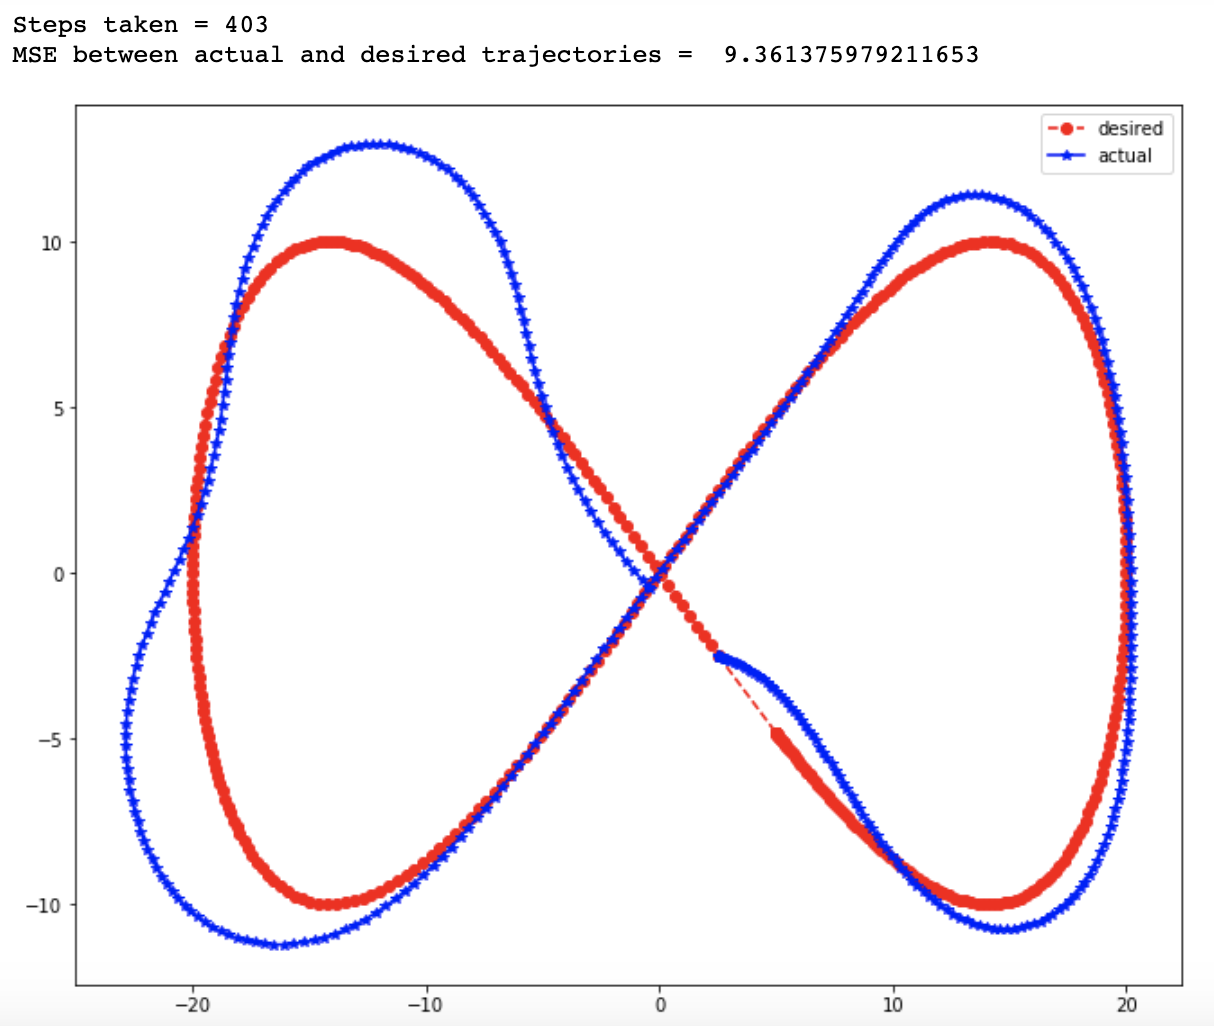 Steps taken = 403
MSE between actual and desired trajectories =  9.361375979211653
desired
actual
10
5
0
−5
−10
−20
−10
0
10
20